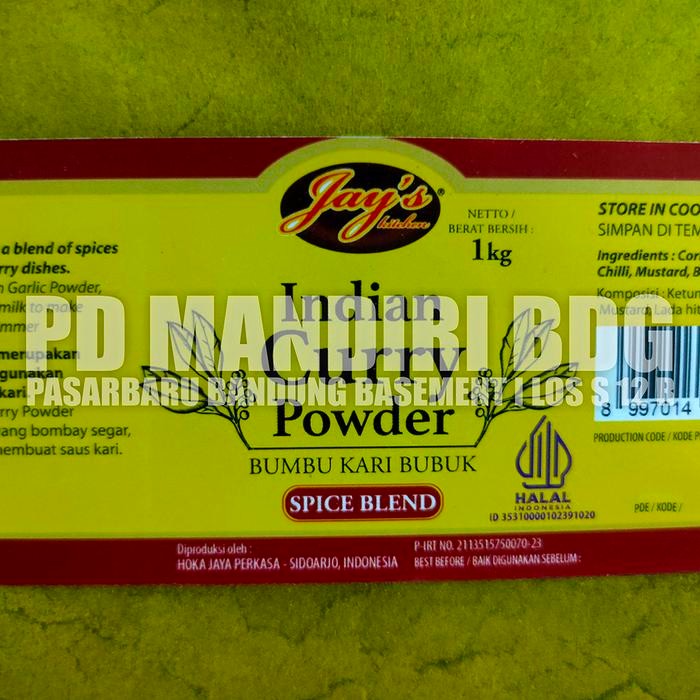 Jay's®
kitchen
NETTO /
BERAT BERSIH :
1kg
Indian
Curry
Powder
BUMBU KARI BUBUK
SPICE BLEND
a blend of spices
rry dishes.
n Garlic Powder,
milk to make
mmer
merupakan
gunakan
kari.
rry Powder
wang bombay segar,
membuat saus kari.
STORE IN COO
SIMPAN DI TEM
Ingredients : Cori
Chilli, Mustard, B
Komposisi : Ketun
Mustard, Lada hit
8 997014
PRODUCTION CODE / KODE P
HALAL
INDONESIA
ID 35310000102391020
PDE / KODE /
Diproduksi oleh :
HOKA JAYA PERKASA - SIDOARJO, INDONESIA
P-IRT NO. 2113515750070-23
BEST BEFORE / BAIK DIGUNAKAN SEBELUM :
PD MANDIRI BDG
PASARBARU BANDUNG BASEMENT 1 LOS S 12 B